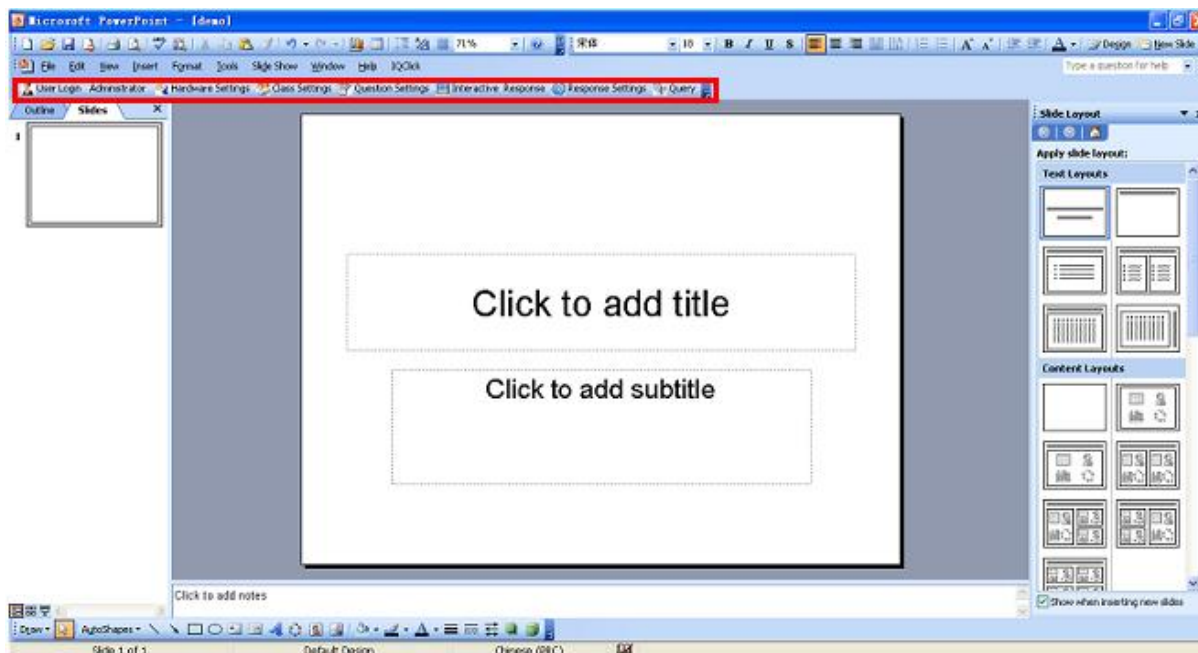 Microsoft PowerPoint - [demo]
71% 宋体 18 B I U S A A A Design New Slide
File Edit View Insert Format Tools Slide Show Window Help IQClick Type a question for help
User Login Administrator Hardware Settings Class Settings Question Settings Interactive Response Response Settings Query
Outline Slides
Slide Layout
1
Apply slide layout:
Text Layouts
Click to add title
Content Layouts
Click to add subtitle
Click to add notes
Show when inserting new slides
Draw AutoShapes A
Slide 1 of 1 Default Design Chinese (PRC)